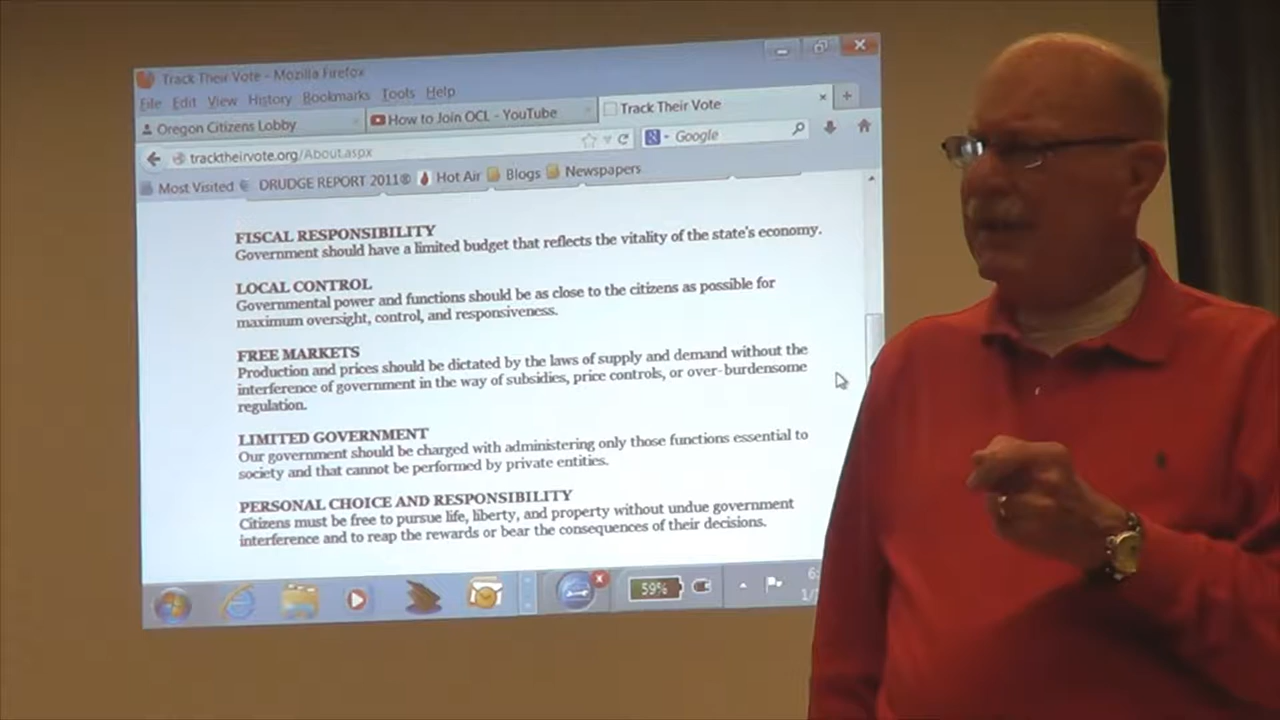 Track Their Vote - Mozilla Firefox
File Edit View History Bookmarks Tools Help
Oregon Citizens Lobby
How to Join OCL - YouTube
Track Their Vote
tracktheirvote.org/About.aspx
Google
Most Visited DRUDGE REPORT 2011® Hot Air Blogs Newspapers
FISCAL RESPONSIBILITY
Government should have a limited budget that reflects the vitality of the state's economy.
LOCAL CONTROL
Governmental power and functions should be as close to the citizens as possible for
maximum oversight, control, and responsiveness.
FREE MARKETS
Production and prices should be dictated by the laws of supply and demand without the
interference of government in the way of subsidies, price controls, or over-burdensome
regulation.
LIMITED GOVERNMENT
Our government should be charged with administering only those functions essential to
society and that cannot be performed by private entities.
PERSONAL CHOICE AND RESPONSIBILITY
Citizens must be free to pursue life, liberty, and property without undue government
interference and to reap the rewards or bear the consequences of their decisions.
59%